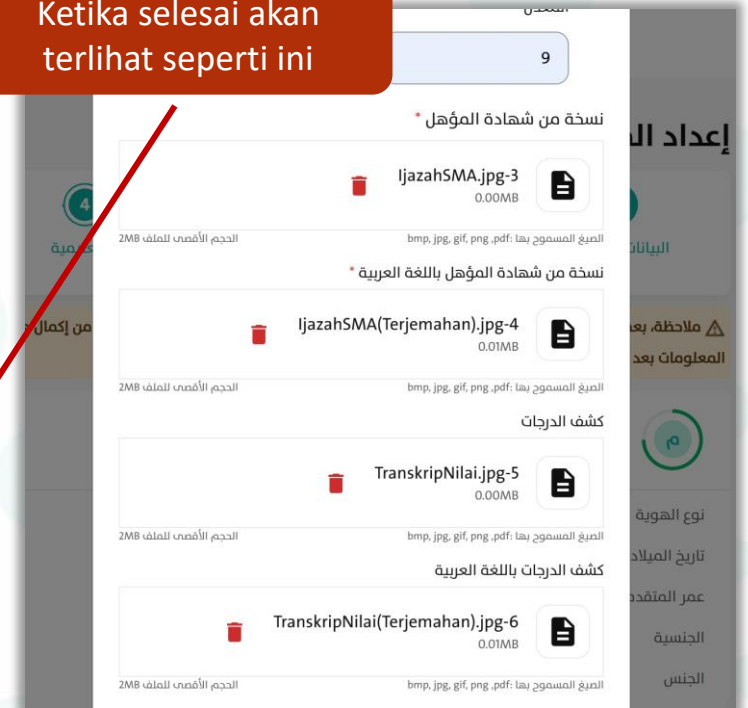 Ketika selesai akan
terlihat seperti ini
9
نسخة من شهادة المؤهل *
3-IjazahSMA.jpg
0.00MB
الصيغ المسموح بها :bmp, jpg, gif, png ,pdf
الحجم الأقصى للملف 2MB
نسخة من شهادة المؤهل باللغة العربية *
4-IjazahSMA(Terjemahan).jpg
0.01MB
الصيغ المسموح بها :bmp, jpg, gif, png ,pdf
الحجم الأقصى للملف 2MB
كشف الدرجات
5-TranskripNilai.jpg
0.00MB
الصيغ المسموح بها :bmp, jpg, gif, png ,pdf
الحجم الأقصى للملف 2MB
كشف الدرجات باللغة العربية
6-TranskripNilai(Terjemahan).jpg
0.01MB
الصيغ المسموح بها :bmp, jpg, gif, png ,pdf
الحجم الأقصى للملف 2MB
إعداد
4
البيانات
ملاحظة، من إكمال
المعلومات بعد
م
نوع الهوية
تاريخ الميلاد
عمر المتقدم
الجنسية
الجنس